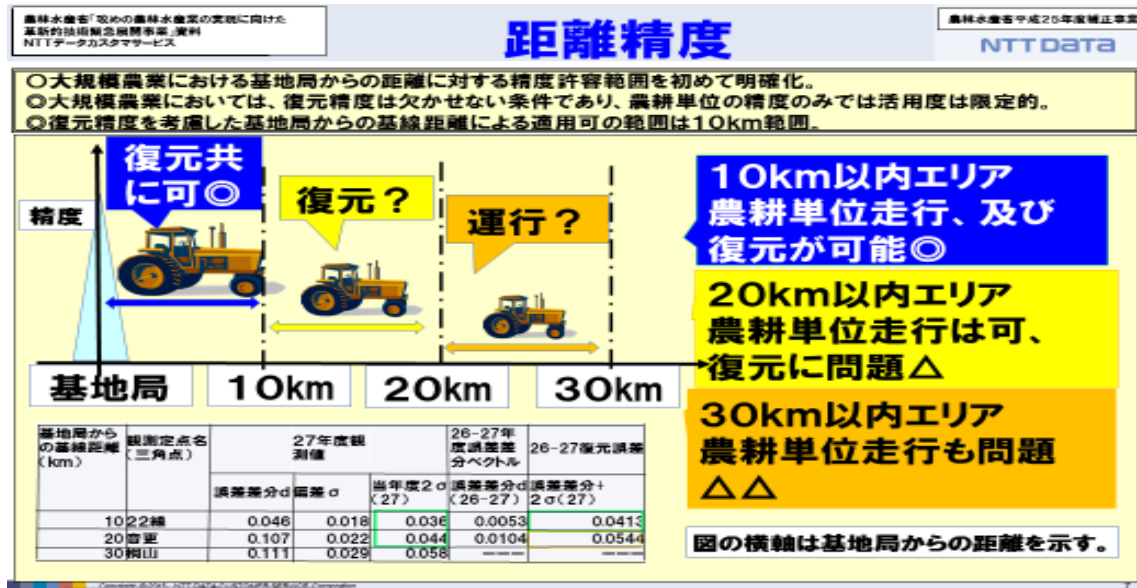 農林水産省「攻めの農林水産業の実現に向けた
革新的技術緊急展開事業」資料
NTTデータカスタマサービス
距離精度
農林水産省平成25年度補正事業
NTT DATA
〇大規模農業における基地局からの距離に対する精度許容範囲を初めて明確化。
◎大規模農業においては、復元精度は欠かせない条件であり、農耕単位の精度のみでは活用度は限定的。
◎復元精度を考慮した基地局からの基線距離による適用可の範囲は10km範囲。
精度
復元共
に可◎
復元？
運行？
10km以内エリア
農耕単位走行、及び
復元が可能◎
20km以内エリア
農耕単位走行は可、
復元に問題△
30km以内エリア
農耕単位走行も問題
△△
基地局
10km
20km
30km
基地局から
の基線距離
(km)
観測定点名
(三角点)
27年度観
測値
26-27年
度誤差差
分ベクトル
26-27復元誤差
誤差差分d 偏差σ 当年度2σ
(27)
誤差差分d
(26-27)
誤差差分+
2σ(27)
10 22線 0.046 0.018 0.036 0.0053 0.0413
20 音更 0.107 0.022 0.044 0.0104 0.0544
30 桐山 0.111 0.029 0.058 --- ---
図の横軸は基地局からの距離を示す。